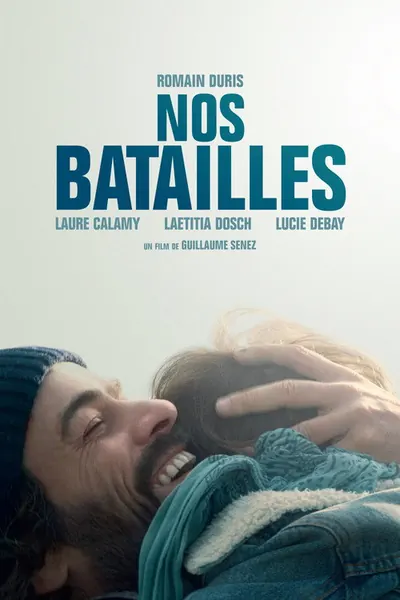 ROMAIN DURIS
NOS
BATAILLES
LAURE CALAMY LAETITIA DOSCH LUCIE DEBAY
UN FILM DE GUILLAUME SENEZ